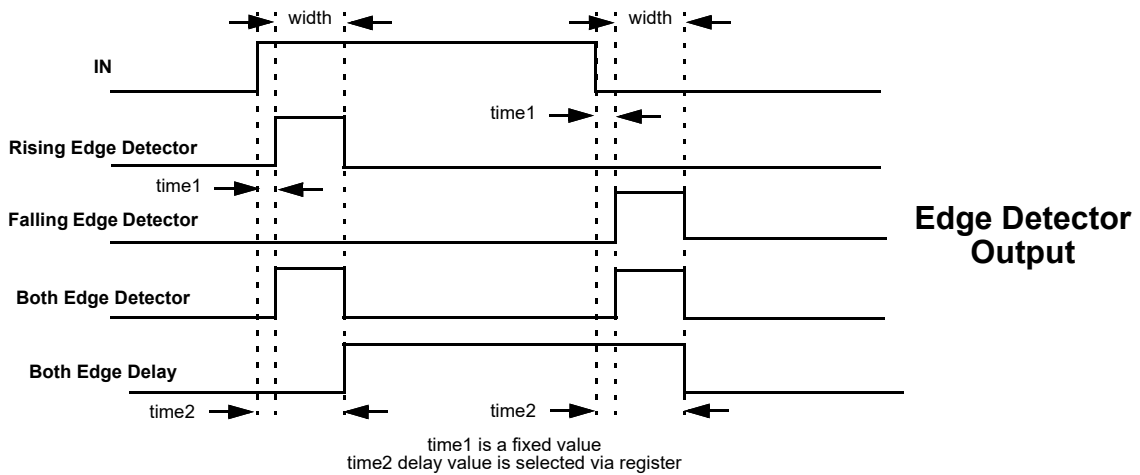 width
width
IN
time1
Rising Edge Detector
time1
Falling Edge Detector
Edge Detector
Output
Both Edge Detector
Both Edge Delay
time2
time2
time1 is a fixed value
time2 delay value is selected via register